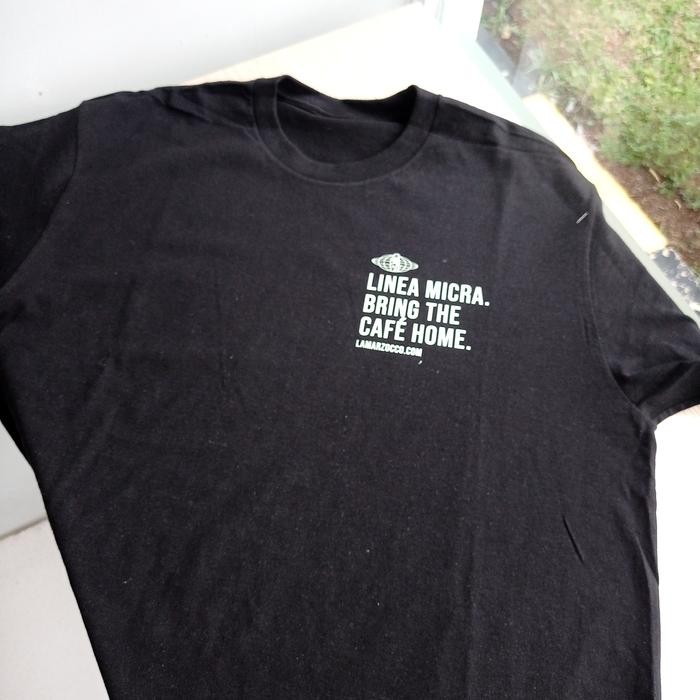 LINEA MICRA.
BRING THE
CAFÉ HOME.
LAMARZOCCO.COM